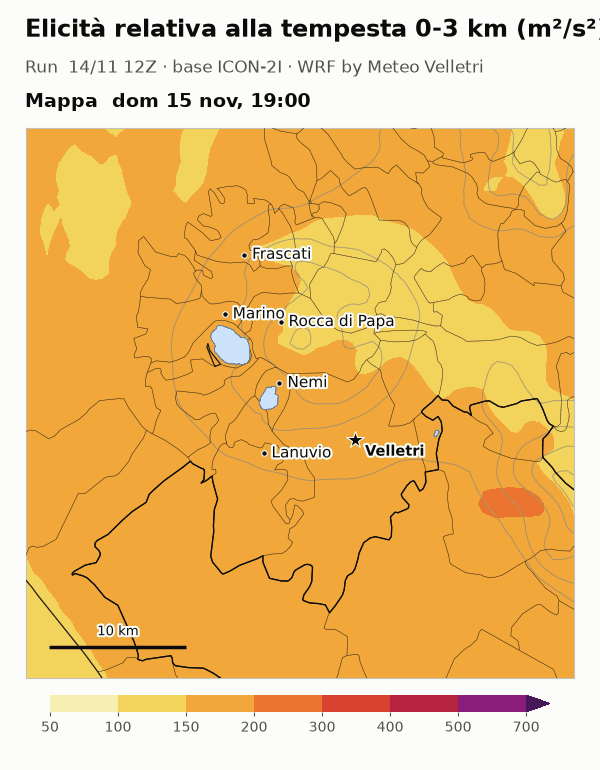 Elicità relativa alla tempesta 0-3 km (m²/s²)
Run 14/11 12Z · base ICON-2I · WRF by Meteo Velletri
Mappa dom 15 nov, 19:00
Frascati
Marino
Rocca di Papa
Nemi
Velletri
Lanuvio
10 km
50 100 150 200 300 400 500 700